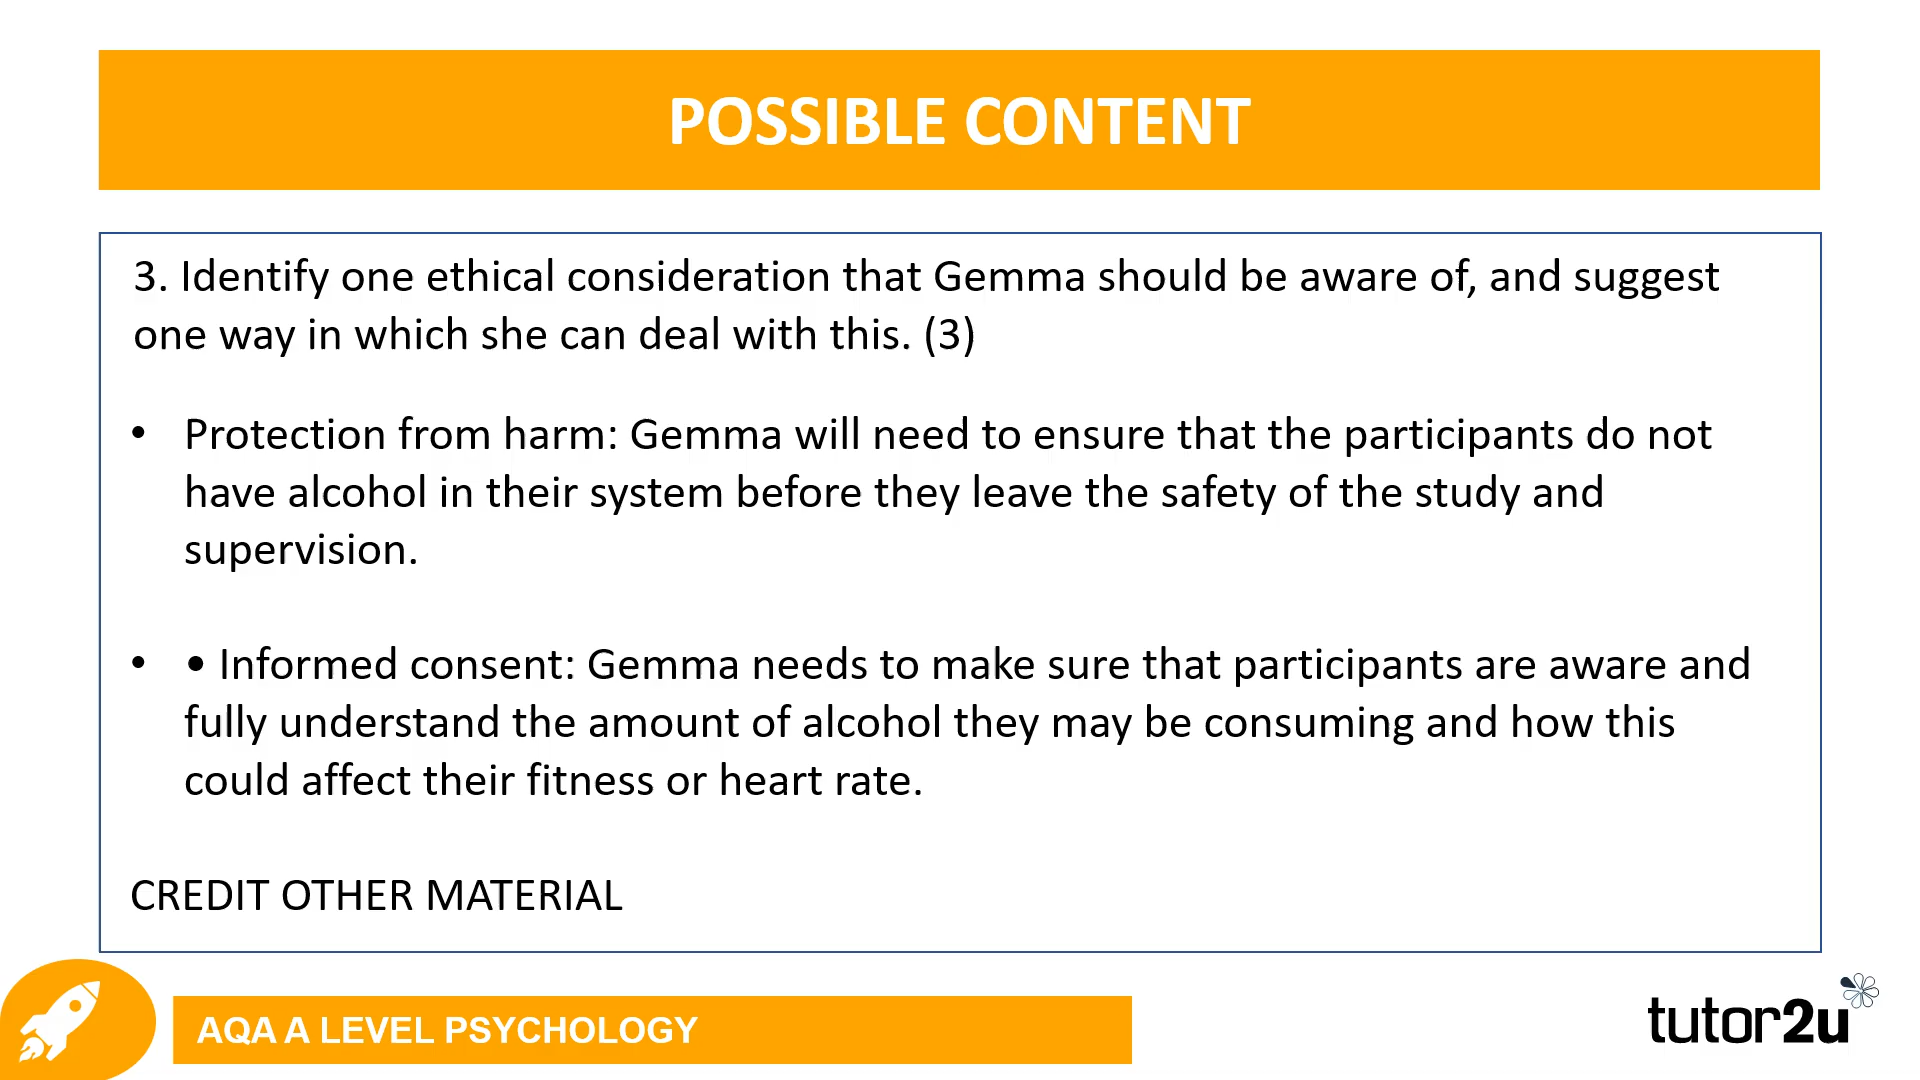 POSSIBLE CONTENT
3. Identify one ethical consideration that Gemma should be aware of, and suggest
one way in which she can deal with this. (3)
• Protection from harm: Gemma will need to ensure that the participants do not
have alcohol in their system before they leave the safety of the study and
supervision.
• • Informed consent: Gemma needs to make sure that participants are aware and
fully understand the amount of alcohol they may be consuming and how this
could affect their fitness or heart rate.
CREDIT OTHER MATERIAL
AQA A LEVEL PSYCHOLOGY
tutor2u